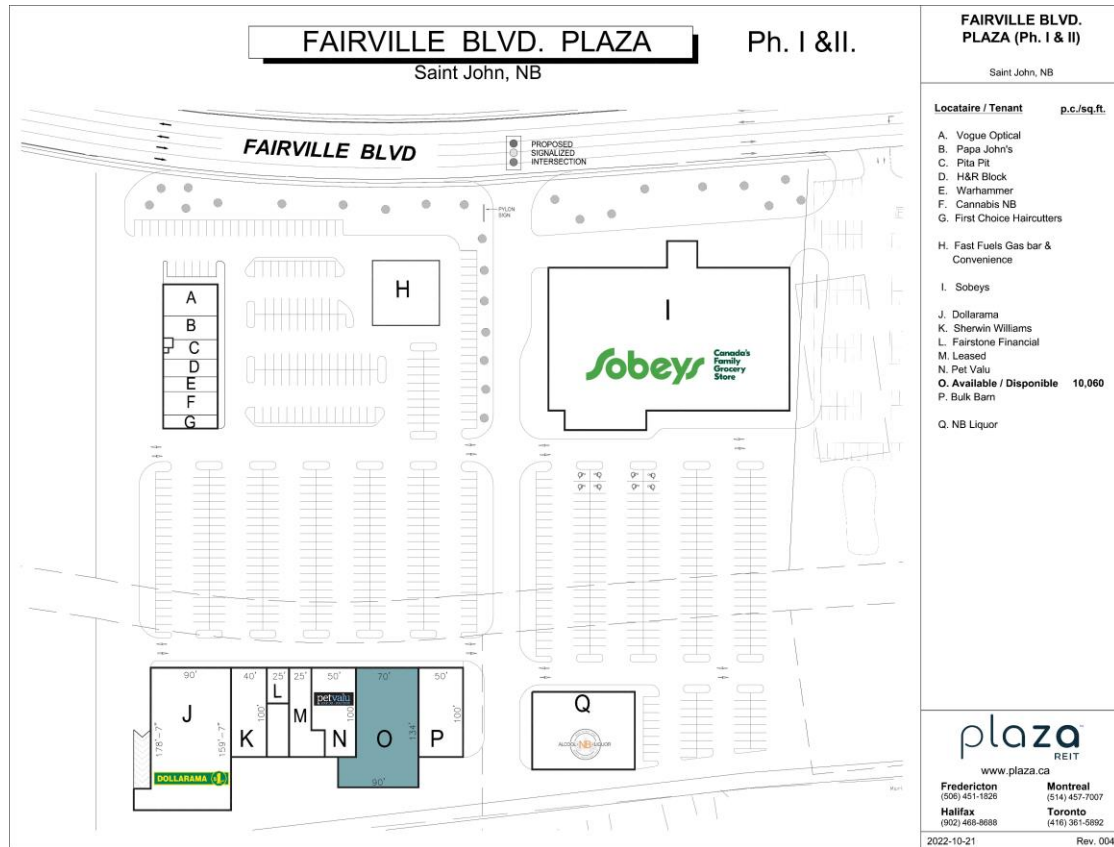 FAIRVILLE BLVD. PLAZA Ph. I &II.
Saint John, NB
FAIRVILLE BLVD
PROPOSED
SIGNALIZED
INTERSECTION
PYLON
SIGN
A
B
C
D
E
F
G
H
I
Sobeys
Canada's
Family
Grocery
Store
90'
40'
25'
25'
50'
70'
50'
J
K
L
M
N
O
P
petvalu
178'-7"
159'-7"
100'
100'
134'
100'
90'
DOLLARAMA
Q
ALCOOL NB LIQUOR
FAIRVILLE BLVD.
PLAZA (Ph. I & II)
Saint John, NB
Locataire / Tenant p.c./sq.ft.
A. Vogue Optical
B. Papa John's
C. Pita Pit
D. H&R Block
E. Warhammer
F. Cannabis NB
G. First Choice Haircutters
H. Fast Fuels Gas bar &
Convenience
I. Sobeys
J. Dollarama
K. Sherwin Williams
L. Fairstone Financial
M. Leased
N. Pet Valu
O. Available / Disponible 10,060
P. Bulk Barn
Q. NB Liquor
plaza
REIT
www.plaza.ca
Fredericton
(506) 451-1826
Montreal
(514) 457-7007
Halifax
(902) 468-8688
Toronto
(416) 361-5892
2022-10-21 Rev. 004